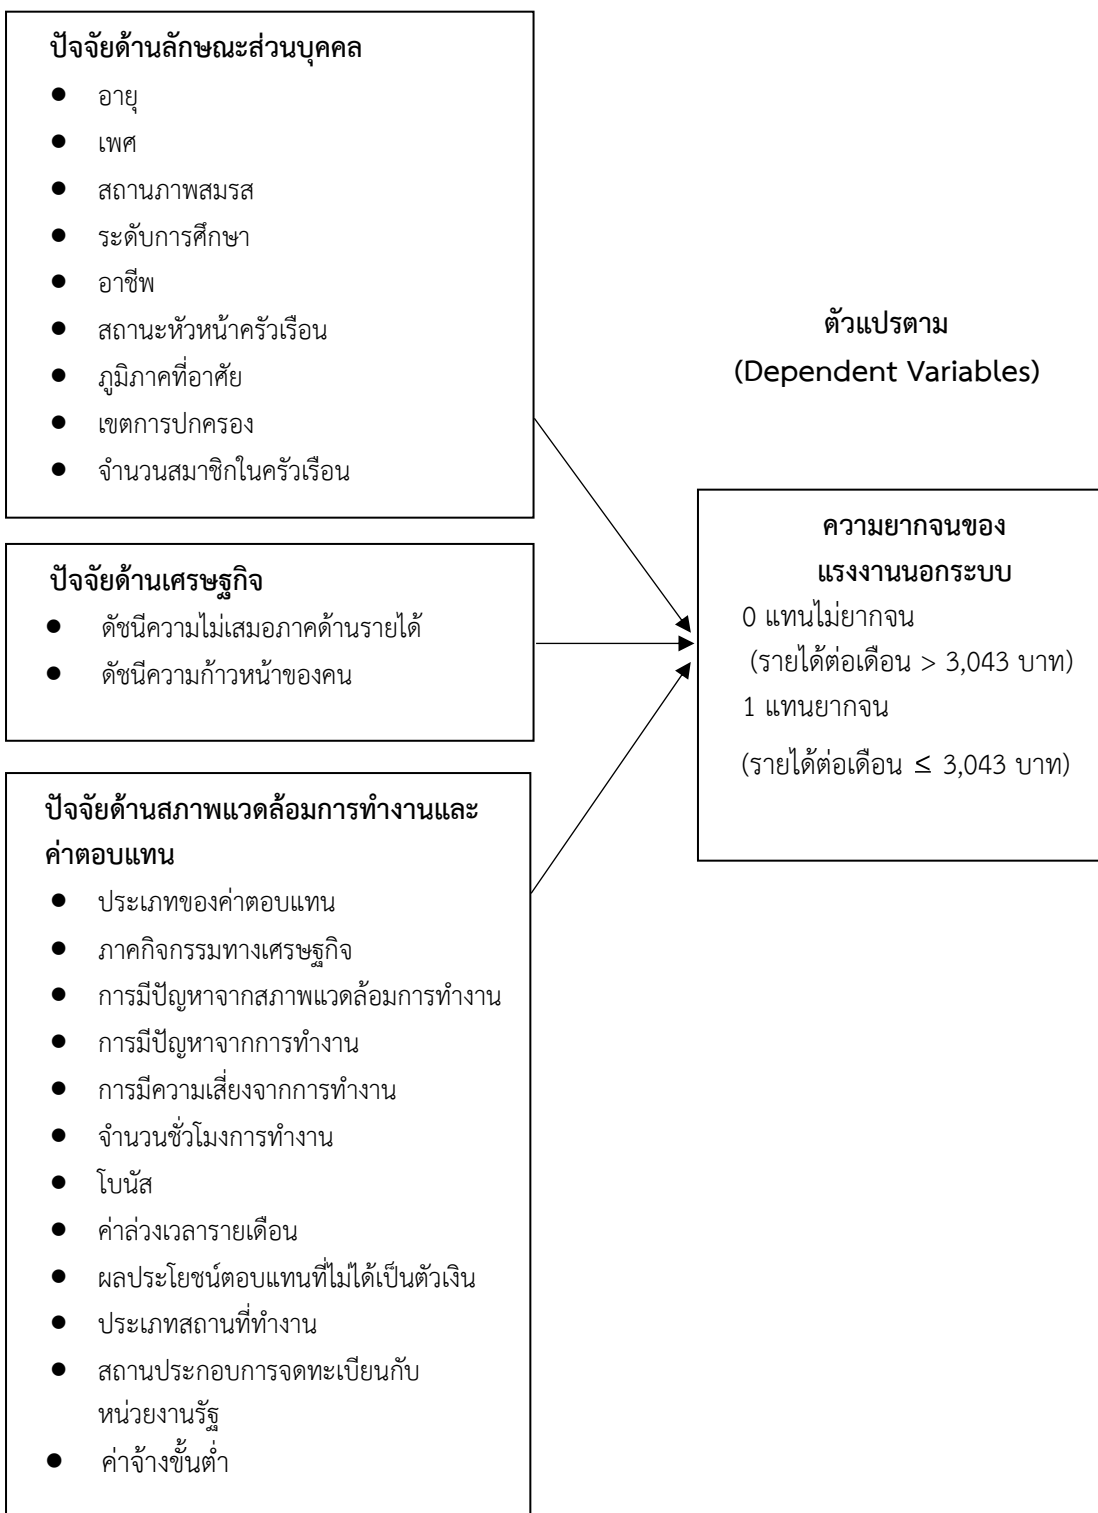 ปัจจัยด้านลักษณะส่วนบุคคล
● อายุ
● เพศ
● สถานภาพสมรส
● ระดับการศึกษา
● อาชีพ
● สถานะหัวหน้าครัวเรือน
● ภูมิภาคที่อาศัย
● เขตการปกครอง
● จำนวนสมาชิกในครัวเรือน
ปัจจัยด้านเศรษฐกิจ
● ดัชนีความไม่เสมอภาคด้านรายได้
● ดัชนีความก้าวหน้าของคน
ปัจจัยด้านสภาพแวดล้อมการทำงานและ
ค่าตอบแทน
● ประเภทของค่าตอบแทน
● ภาคกิจกรรมทางเศรษฐกิจ
● การมีปัญหาจากสภาพแวดล้อมการทำงาน
● การมีปัญหาจากการทำงาน
● การมีความเสี่ยงจากการทำงาน
● จำนวนชั่วโมงการทำงาน
● โบนัส
● ค่าล่วงเวลารายเดือน
● ผลประโยชน์ตอบแทนที่ไม่ได้เป็นตัวเงิน
● ประเภทสถานที่ทำงาน
● สถานประกอบการจดทะเบียนกับ
หน่วยงานรัฐ
● ค่าจ้างขั้นต่ำ
ตัวแปรตาม
(Dependent Variables)
ความยากจนของ
แรงงานนอกระบบ
0 แทนไม่ยากจน
(รายได้ต่อเดือน > 3,043 บาท)
1 แทนยากจน
(รายได้ต่อเดือน ≤ 3,043 บาท)